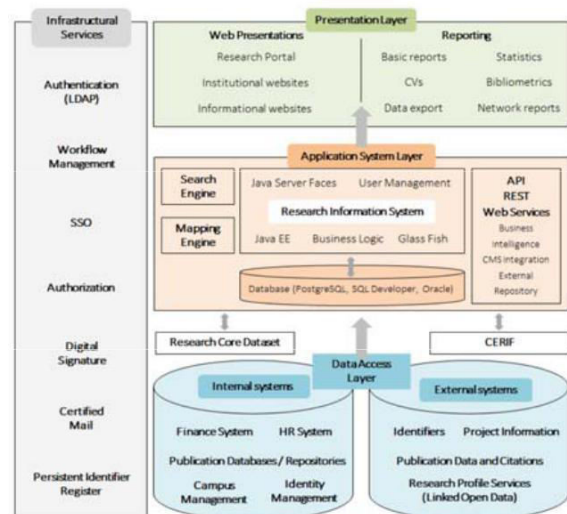 Infrastructural
Services
Authentication
(LDAP)
Workflow
Management
SSO
Authorization
Digital
Signature
Certified
Mail
Persistent Identifier
Register
Presentation Layer
Web Presentations
Research Portal
Institutional websites
Informational websites
Reporting
Basic reports
Statistics
CVs
Bibliometrics
Data export
Network reports
Application System Layer
Search
Engine
Mapping
Engine
Java Server Faces
User Management
Research Information System
Java EE
Business Logic
Glass Fish
Database (PostgreSQL, SQL Developer, Oracle)
API
REST
Web Services
Business
Intelligence
CMS integration
External
Repository
Research Core Dataset
CERIF
Data Access
Layer
Internal systems
Finance System
HR System
Publication Databases / Repositories
Campus
Management
Identity
Management
External systems
Identifiers
Project Information
Publication Data and Citations
Research Profile Services
(Linked Open Data)